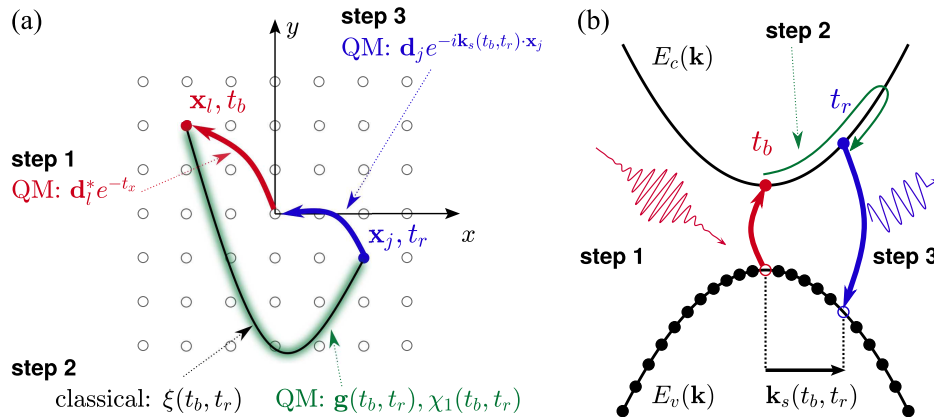 (a)
y
step 3
QM: d_j e^{-ik_s(t_b,t_r)·x_j}
x_l, t_b
step 1
QM: d_l^* e^{-t_x}
x
x_j, t_r
step 2
classical: ξ(t_b, t_r)
QM: g(t_b, t_r), χ_1(t_b, t_r)
(b)
E_c(k)
step 2
t_r
t_b
step 1
step 3
E_v(k)
k_s(t_b, t_r)